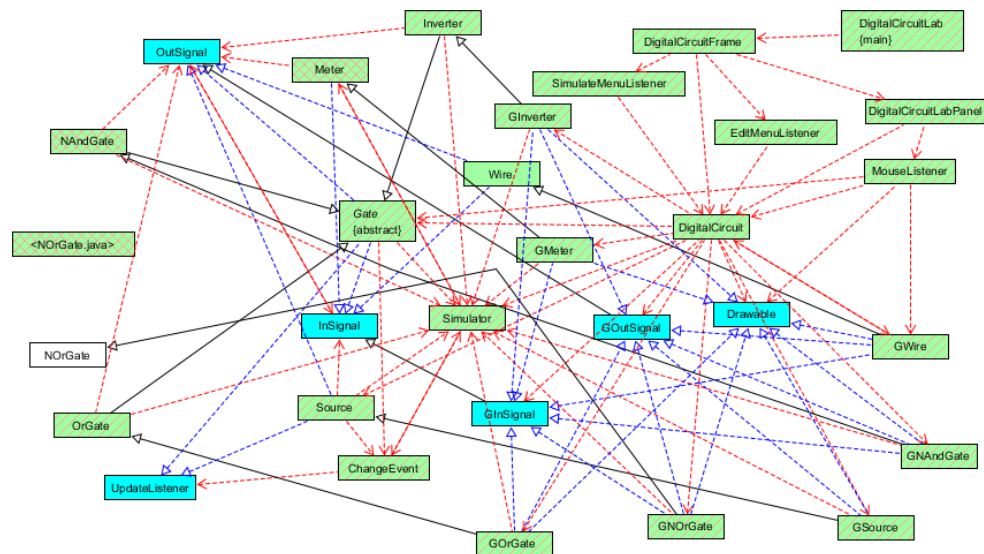 Inverter
DigitalCircuitLab
{main}
DigitalCircuitFrame
OutSignal
Meter
SimulateMenuListener
GInverter
DigitalCircuitLabPanel
EditMenuListener
NAndGate
Wire
MouseListener
Gate
{abstract}
DigitalCircuit
<NOrGate.java>
GMeter
InSignal
Simulator
GOutSignal
Drawable
NOrGate
GWire
Source
GInSignal
OrGate
GNAndGate
ChangeEvent
UpdateListener
GOrGate
GNOrGate
GSource